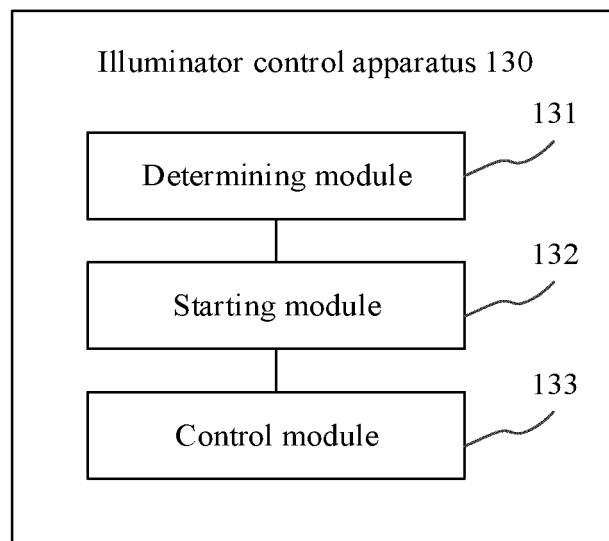 Illuminator control apparatus 130
131
Determining module
132
Starting module
133
Control module